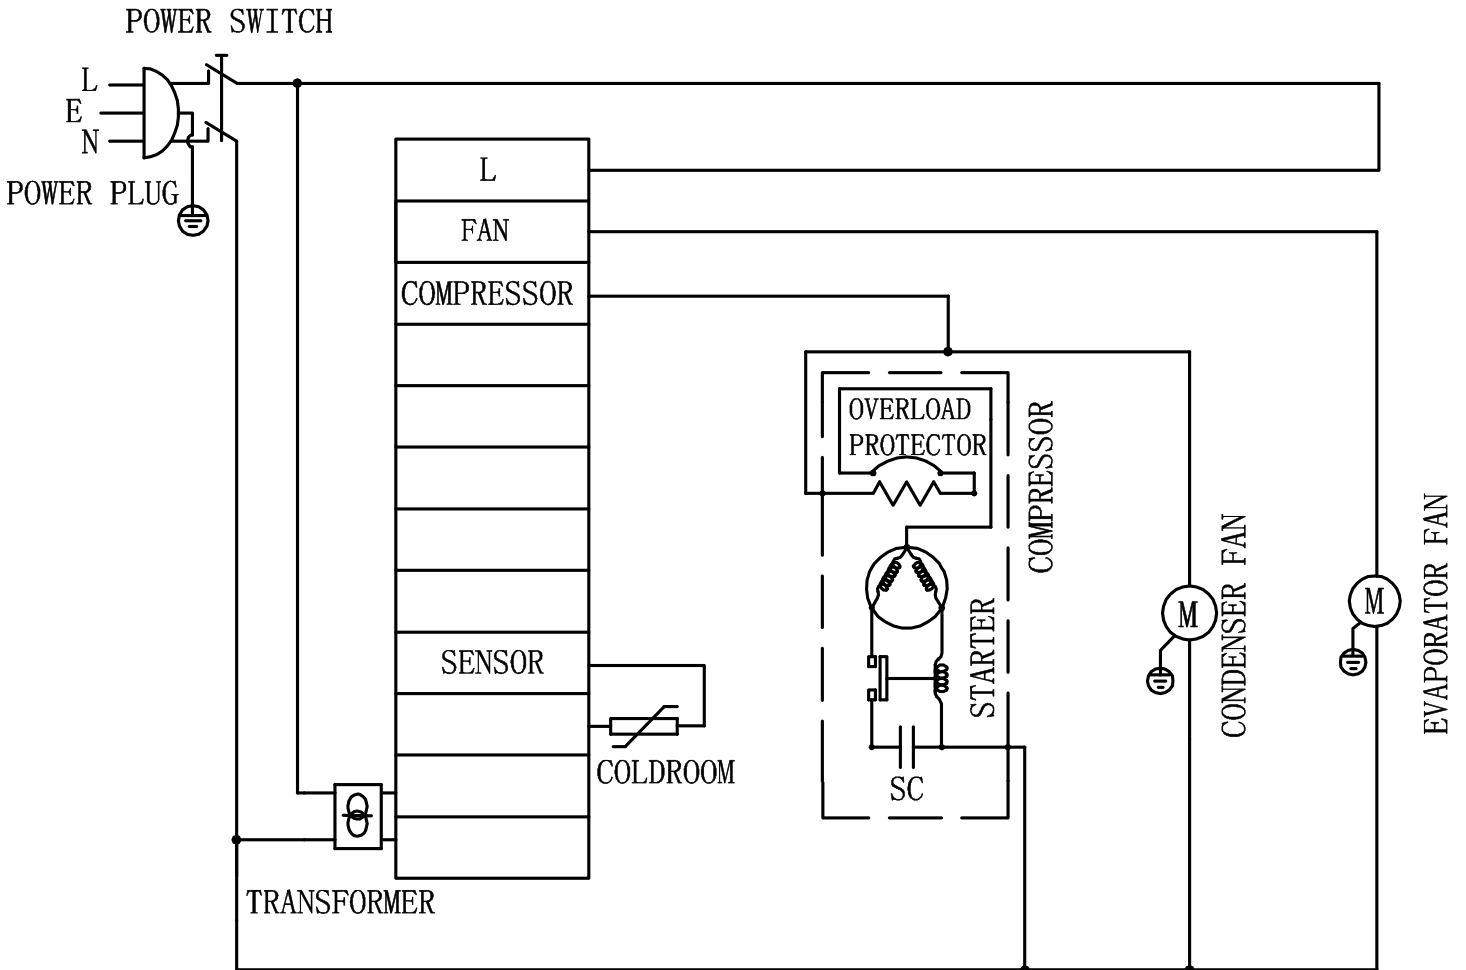 POWER SWITCH
L
E
N
POWER PLUG
L
FAN
COMPRESSOR
OVERLOAD
PROTECTOR
COMPRESSOR
STARTER
SC
M
CONDENSER FAN
M
EVAPORATOR FAN
SENSOR
COLDROOM
TRANSFORMER